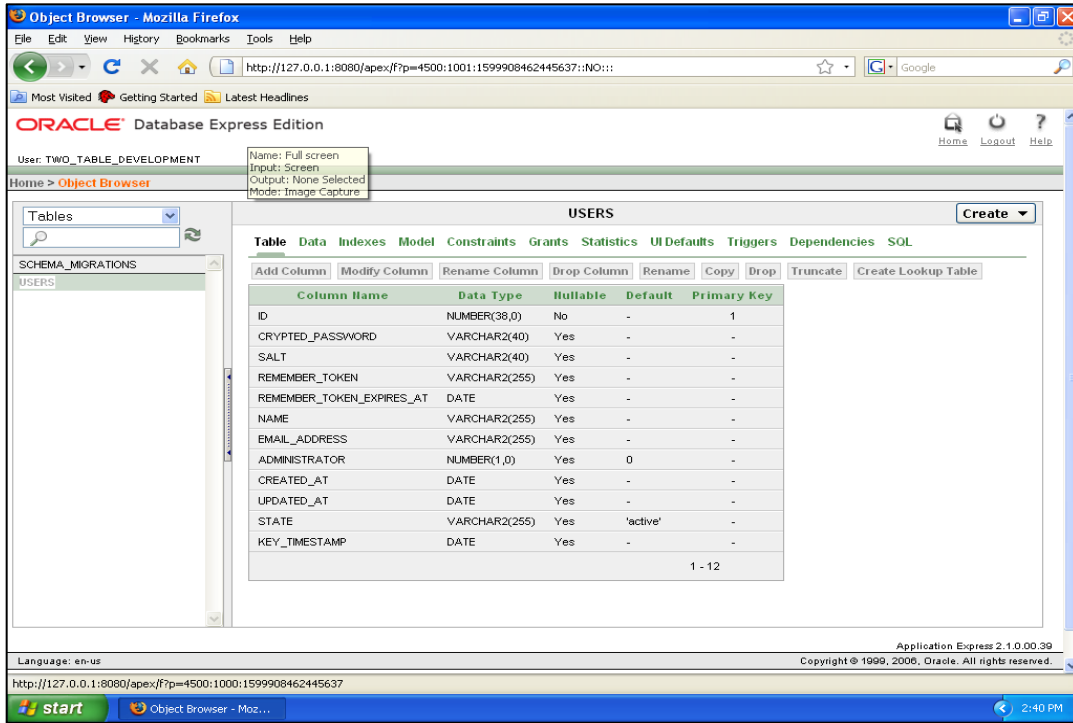 Object Browser - Mozilla Firefox
File Edit View History Bookmarks Tools Help
http://127.0.0.1:8080/apex/f?p=4500:1001:1599908462445637::NO::: Google
Most Visited Getting Started Latest Headlines
ORACLE Database Express Edition
Home Logout Help
User: TWO_TABLE_DEVELOPMENT
Name: Full screen
Input: Screen
Output: None Selected
Mode: Image Capture
Home > Object Browser
Tables
USERS
Create
Table Data Indexes Model Constraints Grants Statistics UI Defaults Triggers Dependencies SQL
SCHEMA_MIGRATIONS
USERS
Add Column Modify Column Rename Column Drop Column Rename Copy Drop Truncate Create Lookup Table
Column Name Data Type Nullable Default Primary Key
ID NUMBER(38,0) No - 1
CRYPTED_PASSWORD VARCHAR2(40) Yes - -
SALT VARCHAR2(40) Yes - -
REMEMBER_TOKEN VARCHAR2(255) Yes - -
REMEMBER_TOKEN_EXPIRES_AT DATE Yes - -
NAME VARCHAR2(255) Yes - -
EMAIL_ADDRESS VARCHAR2(255) Yes - -
ADMINISTRATOR NUMBER(1,0) Yes 0 -
CREATED_AT DATE Yes - -
UPDATED_AT DATE Yes - -
STATE VARCHAR2(255) Yes 'active' -
KEY_TIMESTAMP DATE Yes - -
1 - 12
Application Express 2.1.0.00.39
Language: en-us Copyright © 1999, 2006, Oracle. All rights reserved.
http://127.0.0.1:8080/apex/f?p=4500:1000:1599908462445637
start Object Browser - Moz... 2:40 PM